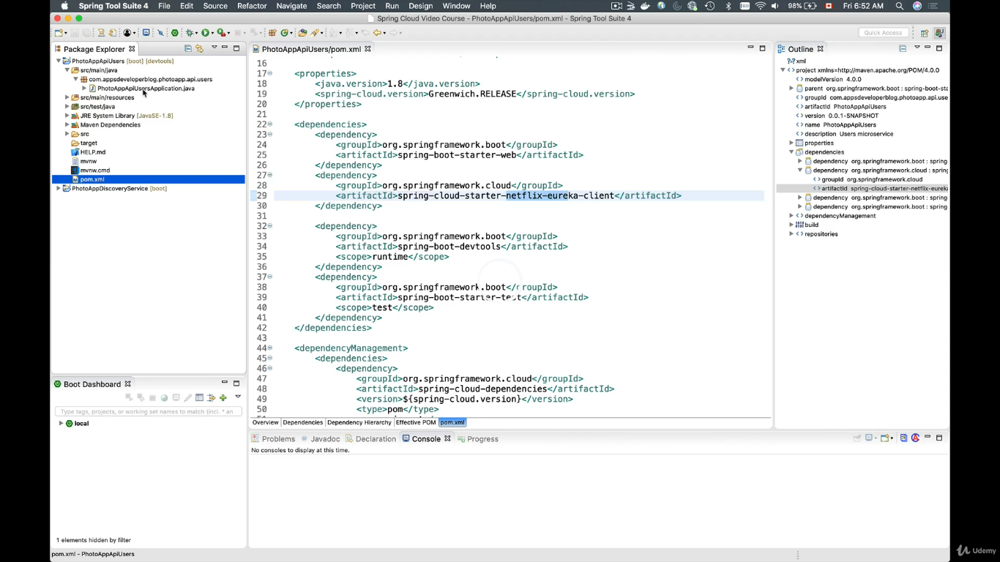 Spring Tool Suite 4 File Edit Source Refactor Navigate Search Project Run Design Window Help 98% Fri 6:52 AM
Spring Cloud Video Course - PhotoAppApiUsers/pom.xml - Spring Tool Suite 4
Quick Access
Package Explorer
PhotoAppApiUsers [boot] [devtools]
src/main/java
com.appsdeveloperblog.photoapp.api.users
PhotoAppApiUsersApplication.java
src/main/resources
src/test/java
JRE System Library [JavaSE-1.8]
Maven Dependencies
src
target
HELP.md
mvnw
mvnw.cmd
pom.xml
PhotoAppDiscoveryService [boot]
Boot Dashboard
Type tags, projects, or working set names to match (incl. * an
local
1 elements hidden by filter
pom.xml - PhotoAppApiUsers
PhotoAppApiUsers/pom.xml
16
17 <properties>
18 <java.version>1.8</java.version>
19 <spring-cloud.version>Greenwich.RELEASE</spring-cloud.version>
20 </properties>
21
22 <dependencies>
23 <dependency>
24 <groupId>org.springframework.boot</groupId>
25 <artifactId>spring-boot-starter-web</artifactId>
26 </dependency>
27 <dependency>
28 <groupId>org.springframework.cloud</groupId>
29 <artifactId>spring-cloud-starter-netflix-eureka-client</artifactId>
30 </dependency>
31
32 <dependency>
33 <groupId>org.springframework.boot</groupId>
34 <artifactId>spring-boot-devtools</artifactId>
35 <scope>runtime</scope>
36 </dependency>
37 <dependency>
38 <groupId>org.springframework.boot</groupId>
39 <artifactId>spring-boot-starter-test</artifactId>
40 <scope>test</scope>
41 </dependency>
42 </dependencies>
43
44 <dependencyManagement>
45 <dependencies>
46 <dependency>
47 <groupId>org.springframework.cloud</groupId>
48 <artifactId>spring-cloud-dependencies</artifactId>
49 <version>${spring-cloud.version}</version>
50 <type>pom</type>
Overview Dependencies Dependency Hierarchy Effective POM pom.xml
Problems Javadoc Declaration Console Progress
No consoles to display at this time.
Outline
xml
project xmlns=http://maven.apache.org/POM/4.0.0
modelVersion 4.0.0
parent org.springframework.boot : spring-boot-sta
groupId com.appsdeveloperblog.photoapp.api.use
artifactId PhotoAppApiUsers
version 0.0.1-SNAPSHOT
name PhotoAppApiUsers
description Users microservice
properties
dependencies
dependency org.springframework.boot : spring
dependency org.springframework.cloud : spring
groupId org.springframework.cloud
artifactId spring-cloud-starter-netflix-eureka
dependency org.springframework.boot : spring
dependency org.springframework.boot : spring
dependencyManagement
build
repositories
Udemy